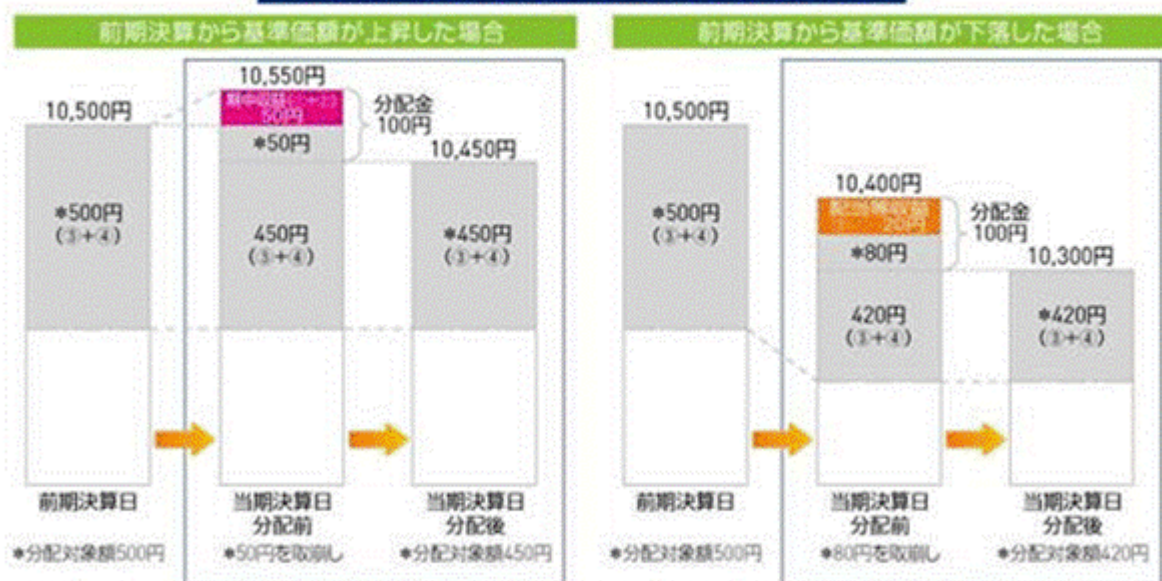 前期決算から基準価額が上昇した場合
10,500円
*500円
(③+④)
前期決算日
*分配対象額500円
10,550円
期中収益(①+②)
50円
*50円
450円
(③+④)
分配金
100円
当期決算日
分配前
*50円を取崩し
10,450円
*450円
(③+④)
当期決算日
分配後
*分配対象額450円
前期決算から基準価額が下落した場合
10,500円
*500円
(③+④)
前期決算日
*分配対象額500円
10,400円
配当等収益
20円
*80円
420円
(③+④)
分配金
100円
当期決算日
分配前
*80円を取崩し
10,300円
*420円
(③+④)
当期決算日
分配後
*分配対象額420円